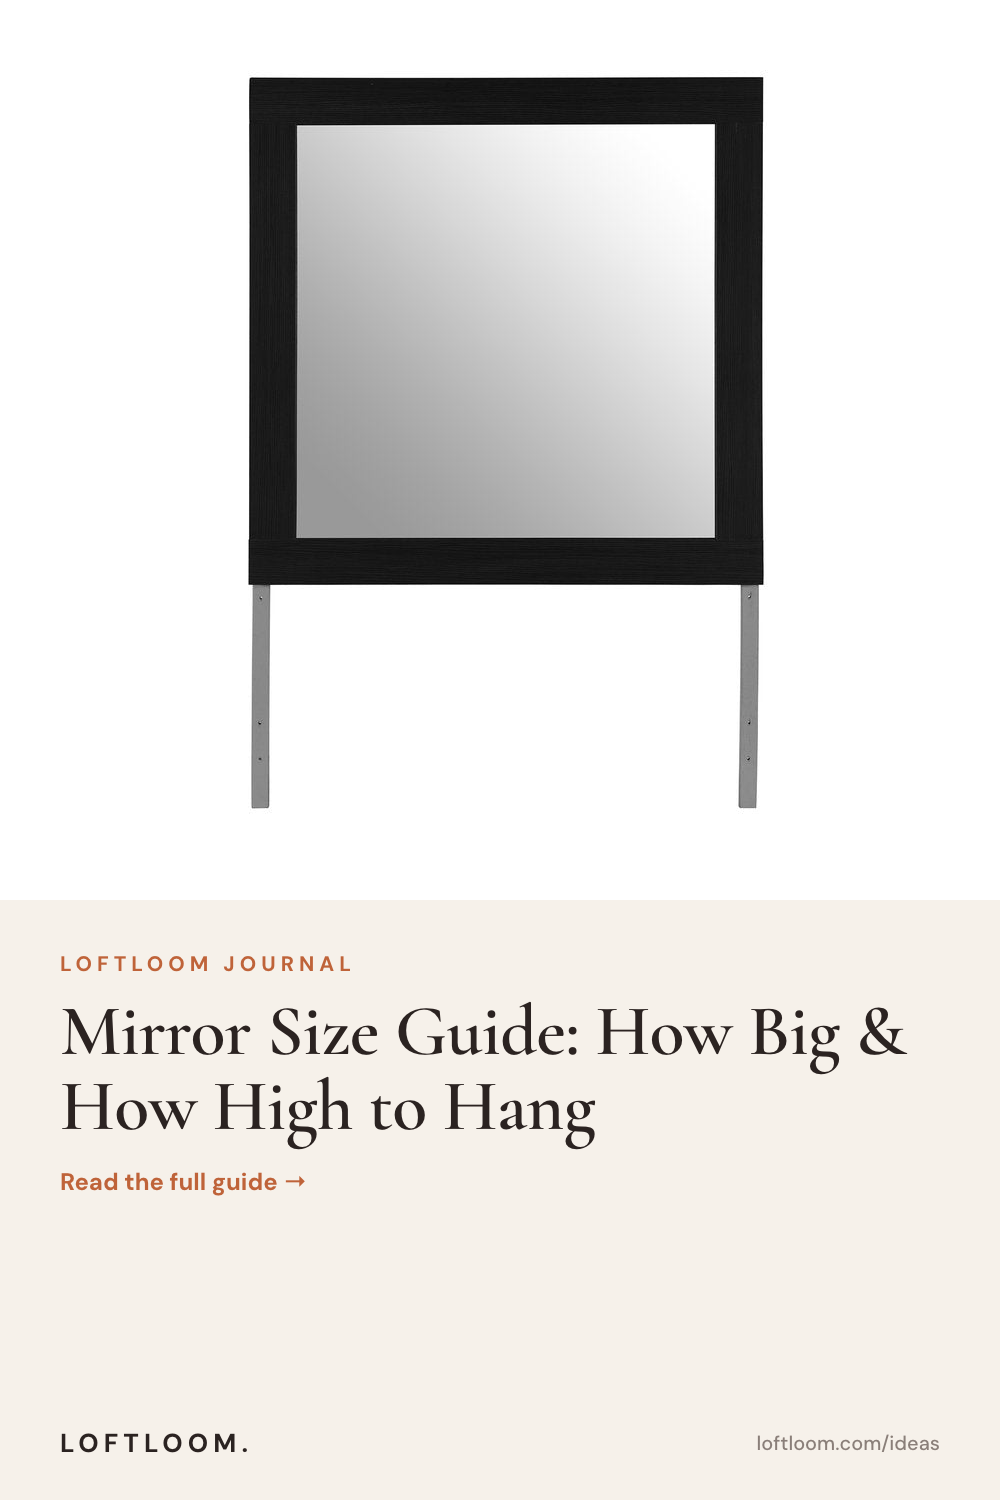 LOFTLOOM JOURNAL
Mirror Size Guide: How Big &
How High to Hang
Read the full guide →
LOFTLOOM.
loftloom.com/ideas